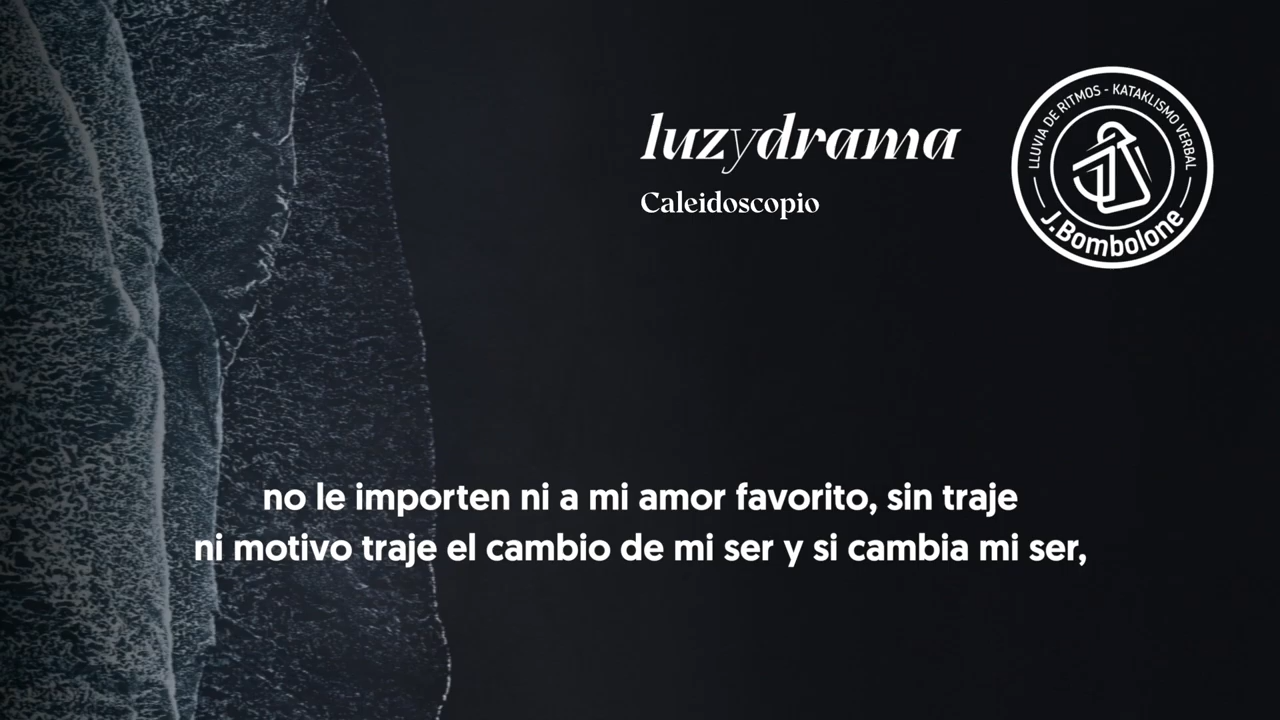 luzydrama
Caleidoscopio
LLUVIA DE RITMOS - KATAKLISMO VERBAL
J.Bombolone
no le importen ni a mi amor favorito, sin traje
ni motivo traje el cambio de mi ser y si cambia mi ser,